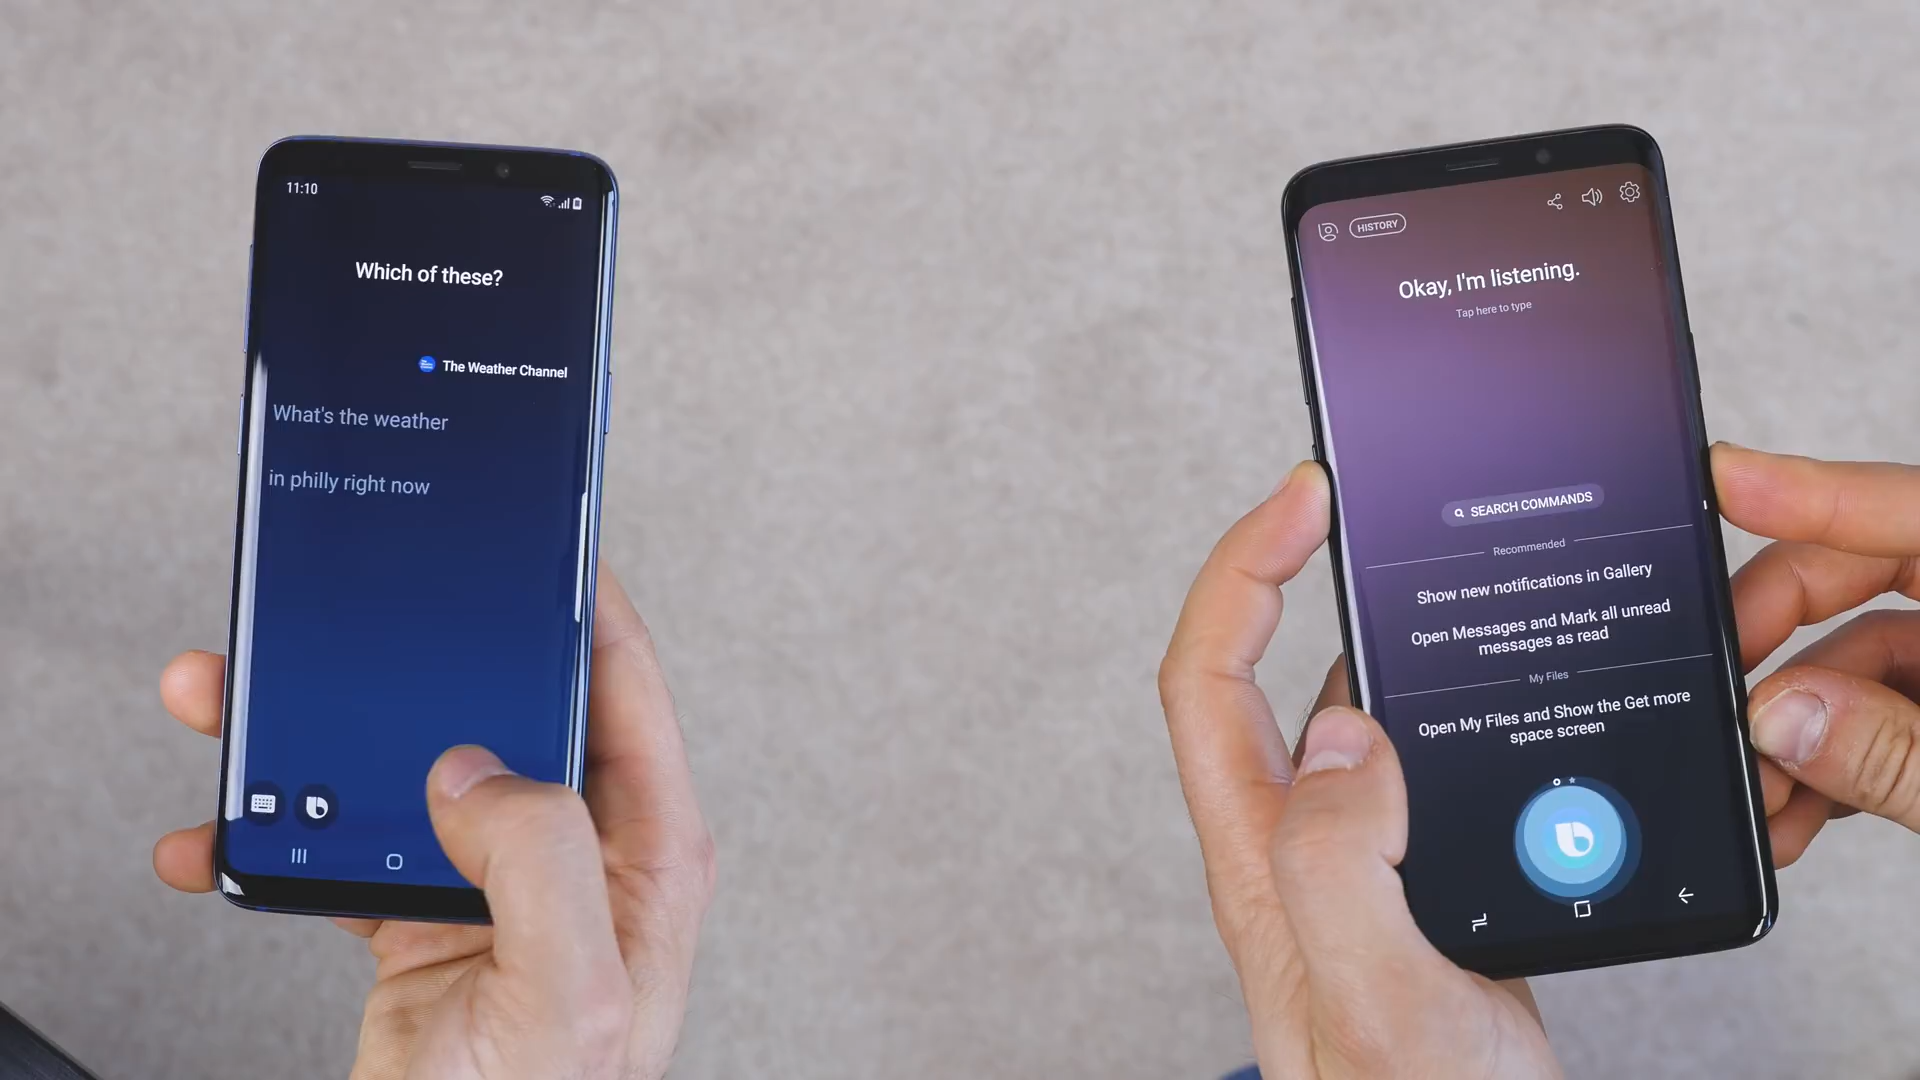 11:10
Which of these?
The Weather Channel
What's the weather
in philly right now
HISTORY
Okay, I'm listening.
Tap here to type
SEARCH COMMANDS
Recommended
Show new notifications in Gallery
Open Messages and Mark all unread
messages as read
My Files
Open My Files and Show the Get more
space screen